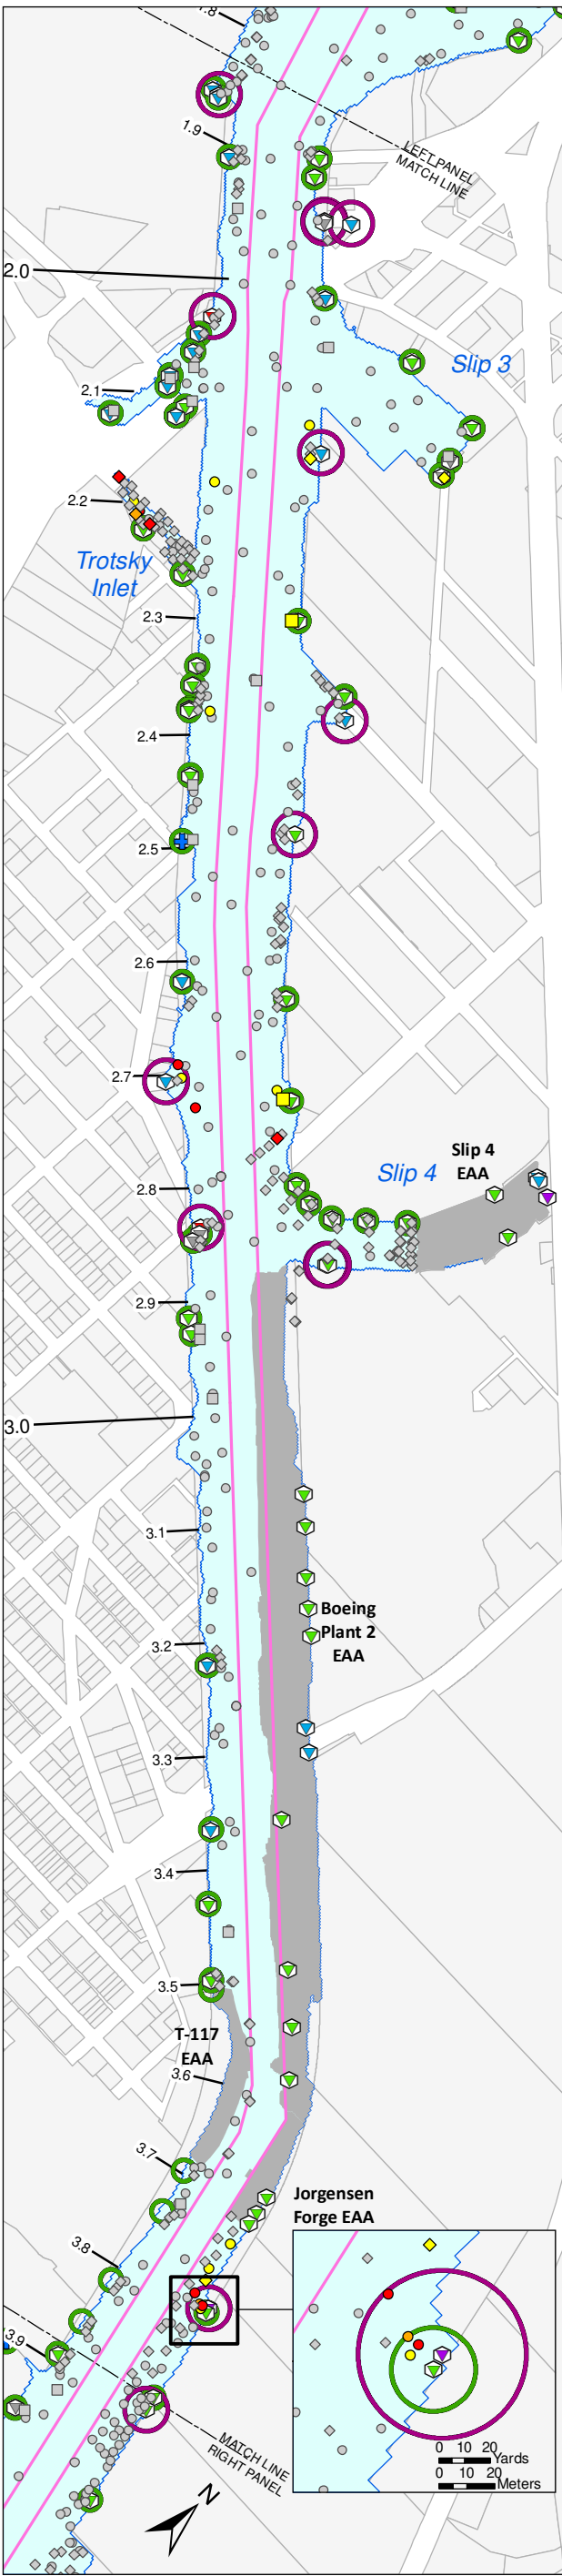 1.8
1.9
LEFT PANEL
MATCH LINE
2.0
Slip 3
2.1
2.2
Trotsky
Inlet
2.3
2.4
2.5
2.6
2.7
Slip 4
EAA
Slip 4
2.8
2.9
3.0
3.1
Boeing
Plant 2
EAA
3.2
3.3
3.4
3.5
T-117
EAA
3.6
3.7
Jorgensen
Forge EAA
3.8
3.9
0 10 20
Yards
0 10 20
Meters
MATCH LINE
RIGHT PANEL
N